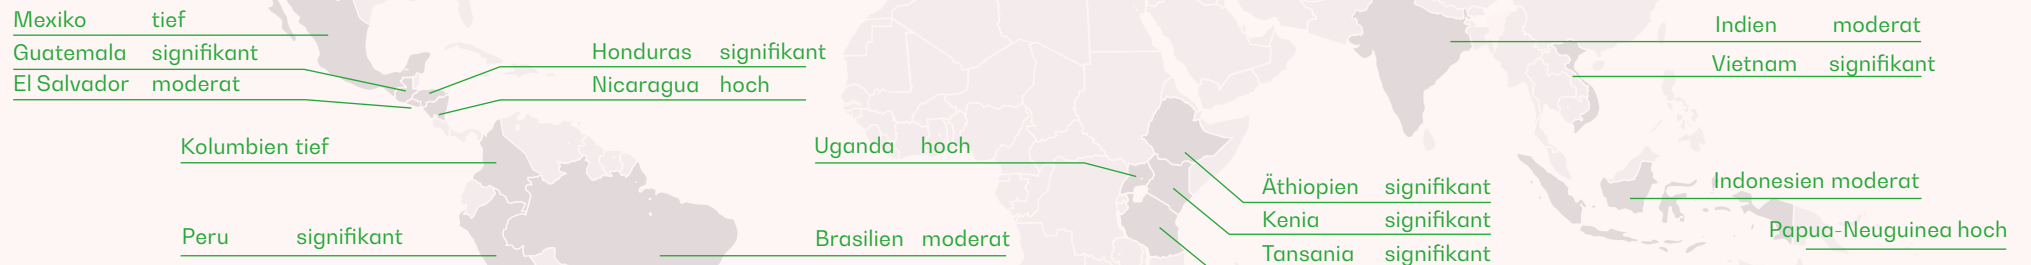 Mexiko tief
Guatemala signifikant
El Salvador moderat
Honduras signifikant
Nicaragua hoch
Kolumbien tief
Peru signifikant
Uganda hoch
Brasilien moderat
Äthiopien signifikant
Kenia signifikant
Tansania signifikant
Indien moderat
Vietnam signifikant
Indonesien moderat
Papua-Neuguinea hoch